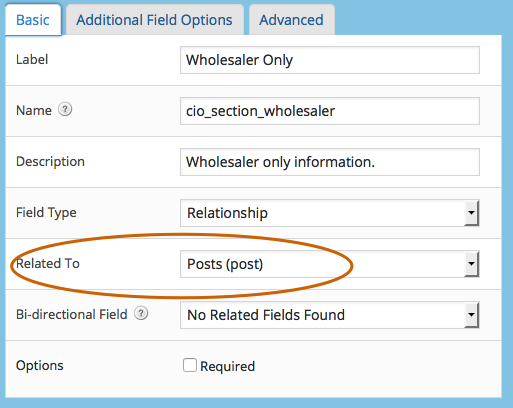 Basic Additional Field Options Advanced
Label Wholesaler Only
Name ? cio_section_wholesaler
Description Wholesaler only information.
Field Type Relationship
Related To Posts (post)
Bi-directional Field ? No Related Fields Found
Options Required